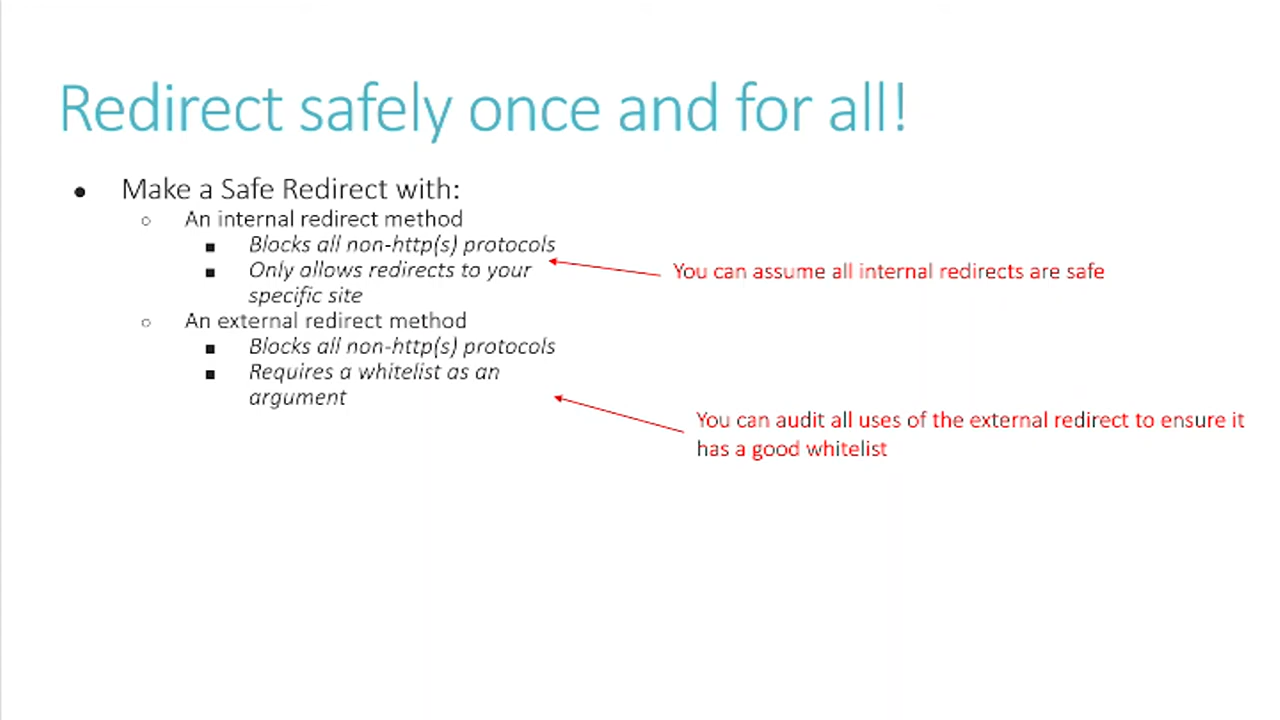 Redirect safely once and for all!
● Make a Safe Redirect with:
○ An internal redirect method
■ Blocks all non-http(s) protocols
■ Only allows redirects to your
specific site
You can assume all internal redirects are safe
○ An external redirect method
■ Blocks all non-http(s) protocols
■ Requires a whitelist as an
argument
You can audit all uses of the external redirect to ensure it
has a good whitelist